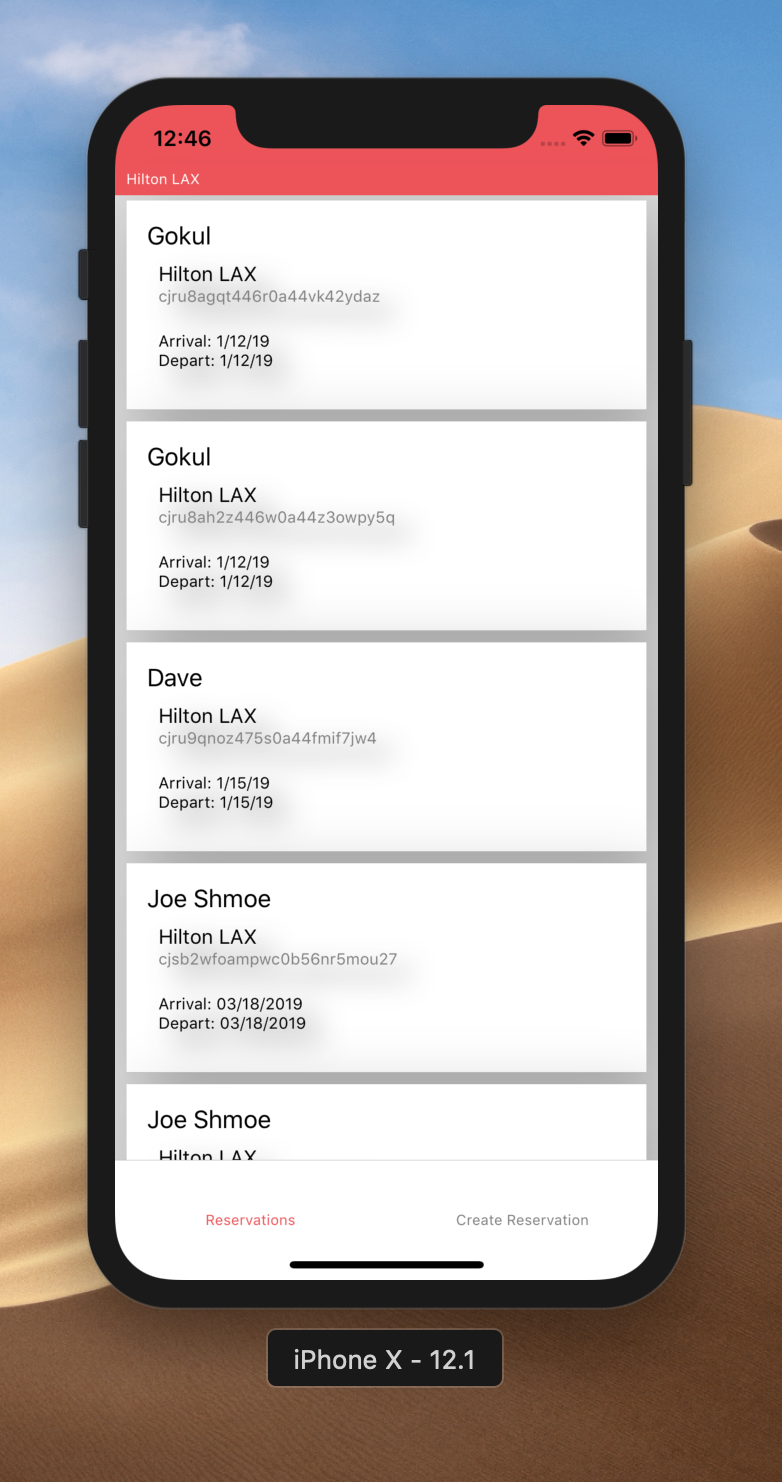 12:46
Hilton LAX
Gokul
Hilton LAX
cjru8agqt446r0a44vk42ydaz
Arrival: 1/12/19
Depart: 1/12/19
Gokul
Hilton LAX
cjru8ah2z446w0a44z3owpy5q
Arrival: 1/12/19
Depart: 1/12/19
Dave
Hilton LAX
cjru9qnoz475s0a44fmif7jw4
Arrival: 1/15/19
Depart: 1/15/19
Joe Shmoe
Hilton LAX
cjsb2wfoampwc0b56nr5mou27
Arrival: 03/18/2019
Depart: 03/18/2019
Joe Shmoe
Hilton LAX
Reservations
Create Reservation
iPhone X - 12.1